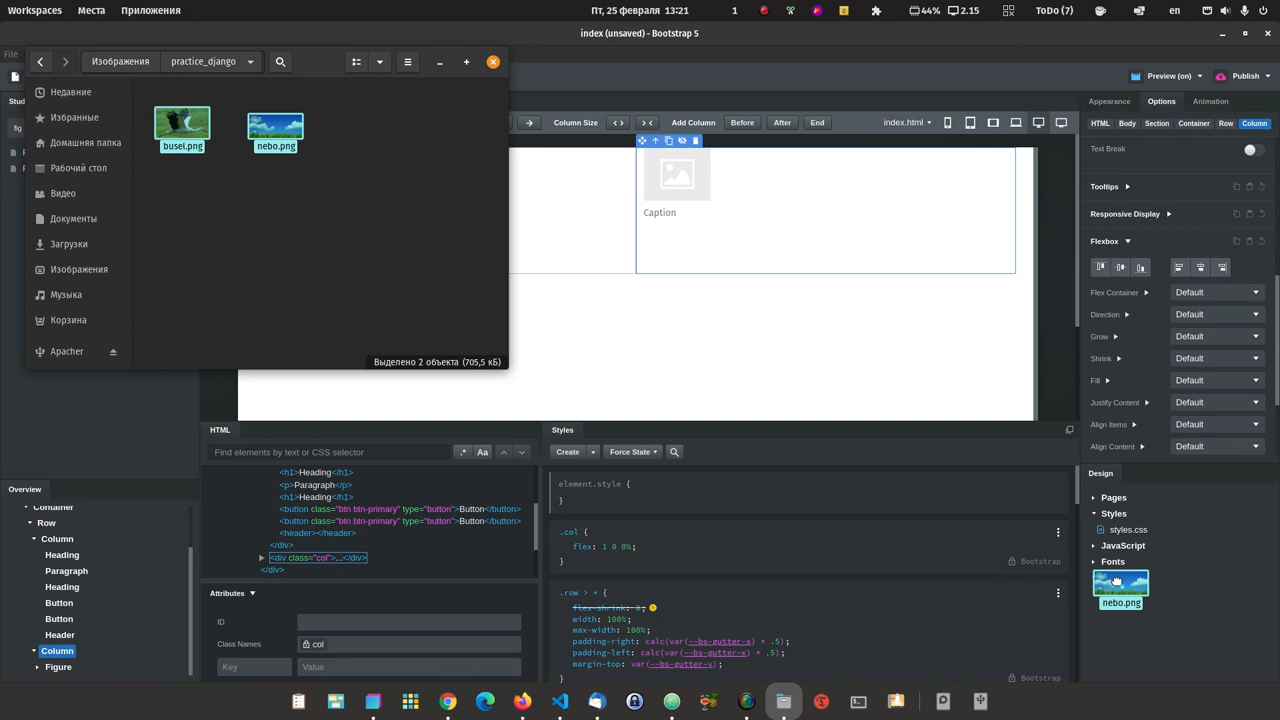 Workspaces Места Приложения
Пт, 25 февраля 13:21
1 44% 2.15 ToDo (7) en
index (unsaved) - Bootstrap 5
File
Изображения practice_django
Preview (on) Publish
Недавние
Избранные
Домашняя папка
Рабочий стол
Видео
Документы
Загрузки
Изображения
Музыка
Корзина
Apacher
busel.png nebo.png
Выделено 2 объекта (705,5 кБ)
Stud
fig
Column Size Add Column Before After End index.html
Caption
Appearance Options Animation
HTML Body Section Container Row Column
Text Break
Tooltips
Responsive Display
Flexbox
Flex Container Default
Direction Default
Grow Default
Shrink Default
Fill Default
Justify Content Default
Align Items Default
Align Content Default
Design
Pages
Styles
styles.css
JavaScript
Fonts
nebo.png
Overview
Container
Row
Column
Heading
Paragraph
Heading
Button
Button
Header
Column
Figure
HTML
Find elements by text or CSS selector
.* Aa
<h1>Heading</h1>
<p>Paragraph</p>
<h1>Heading</h1>
<button class="btn btn-primary" type="button">Button</button>
<button class="btn btn-primary" type="button">Button</button>
<header></header>
</div>
<div class="col">...</div>
</div>
Attributes
ID
Class Names col
Key Value
Styles
Create Force State
element.style {
}
.col {
flex: 1 0 0%;
}
Bootstrap
.row > * {
flex-shrink: 0;
width: 100%;
max-width: 100%;
padding-right: calc(var(--bs-gutter-x) * .5);
padding-left: calc(var(--bs-gutter-x) * .5);
margin-top: var(--bs-gutter-y);
}
Bootstrap